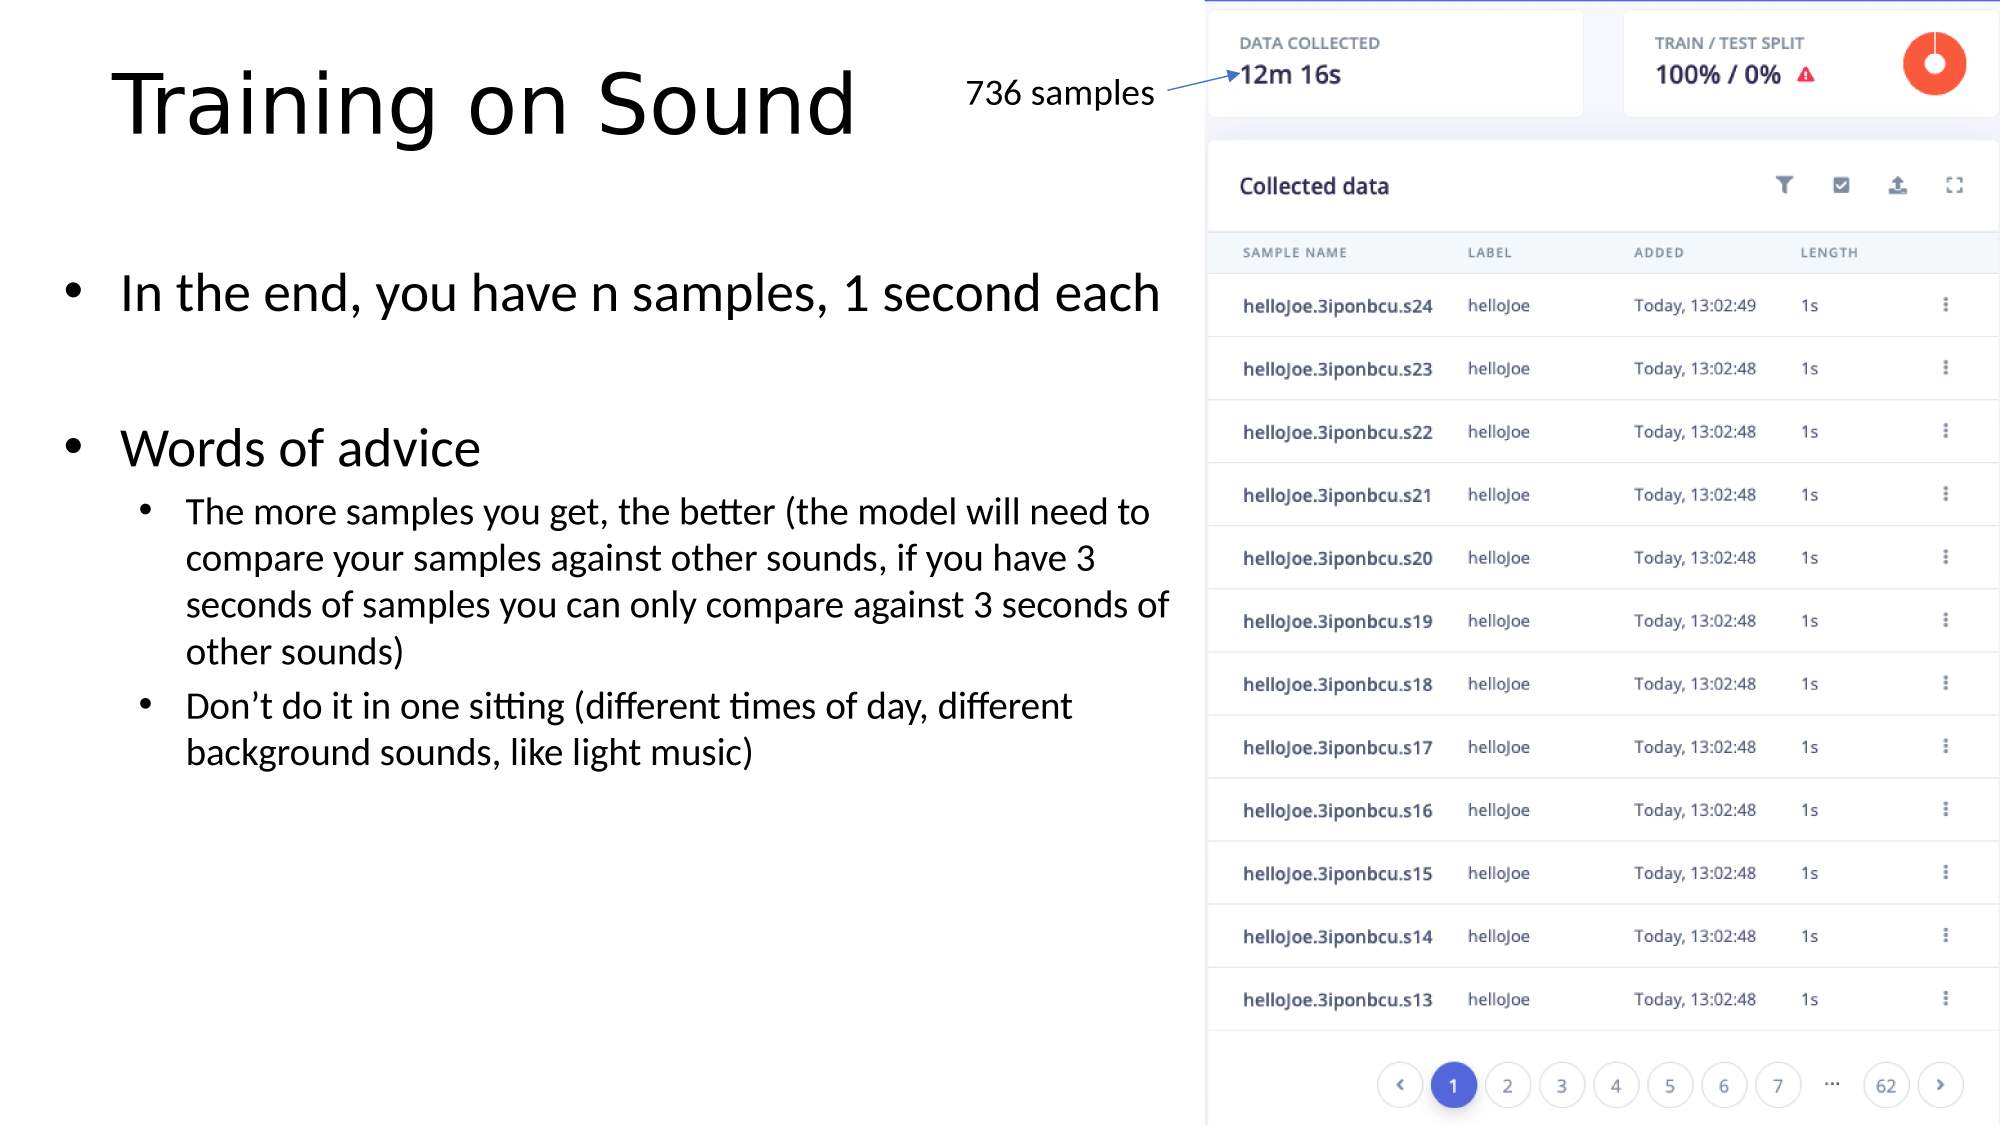 Training on Sound
736 samples
• In the end, you have n samples, 1 second each
• Words of advice
• The more samples you get, the better (the model will need to
compare your samples against other sounds, if you have 3
seconds of samples you can only compare against 3 seconds of
other sounds)
• Don’t do it in one sitting (different times of day, different
background sounds, like light music)
DATA COLLECTED
12m 16s
TRAIN / TEST SPLIT
100% / 0%
Collected data
SAMPLE NAME LABEL ADDED LENGTH
helloJoe.3iponbcu.s24 helloJoe Today, 13:02:49 1s
helloJoe.3iponbcu.s23 helloJoe Today, 13:02:48 1s
helloJoe.3iponbcu.s22 helloJoe Today, 13:02:48 1s
helloJoe.3iponbcu.s21 helloJoe Today, 13:02:48 1s
helloJoe.3iponbcu.s20 helloJoe Today, 13:02:48 1s
helloJoe.3iponbcu.s19 helloJoe Today, 13:02:48 1s
helloJoe.3iponbcu.s18 helloJoe Today, 13:02:48 1s
helloJoe.3iponbcu.s17 helloJoe Today, 13:02:48 1s
helloJoe.3iponbcu.s16 helloJoe Today, 13:02:48 1s
helloJoe.3iponbcu.s15 helloJoe Today, 13:02:48 1s
helloJoe.3iponbcu.s14 helloJoe Today, 13:02:48 1s
helloJoe.3iponbcu.s13 helloJoe Today, 13:02:48 1s
‹ 1 2 3 4 5 6 7 ... 62 ›